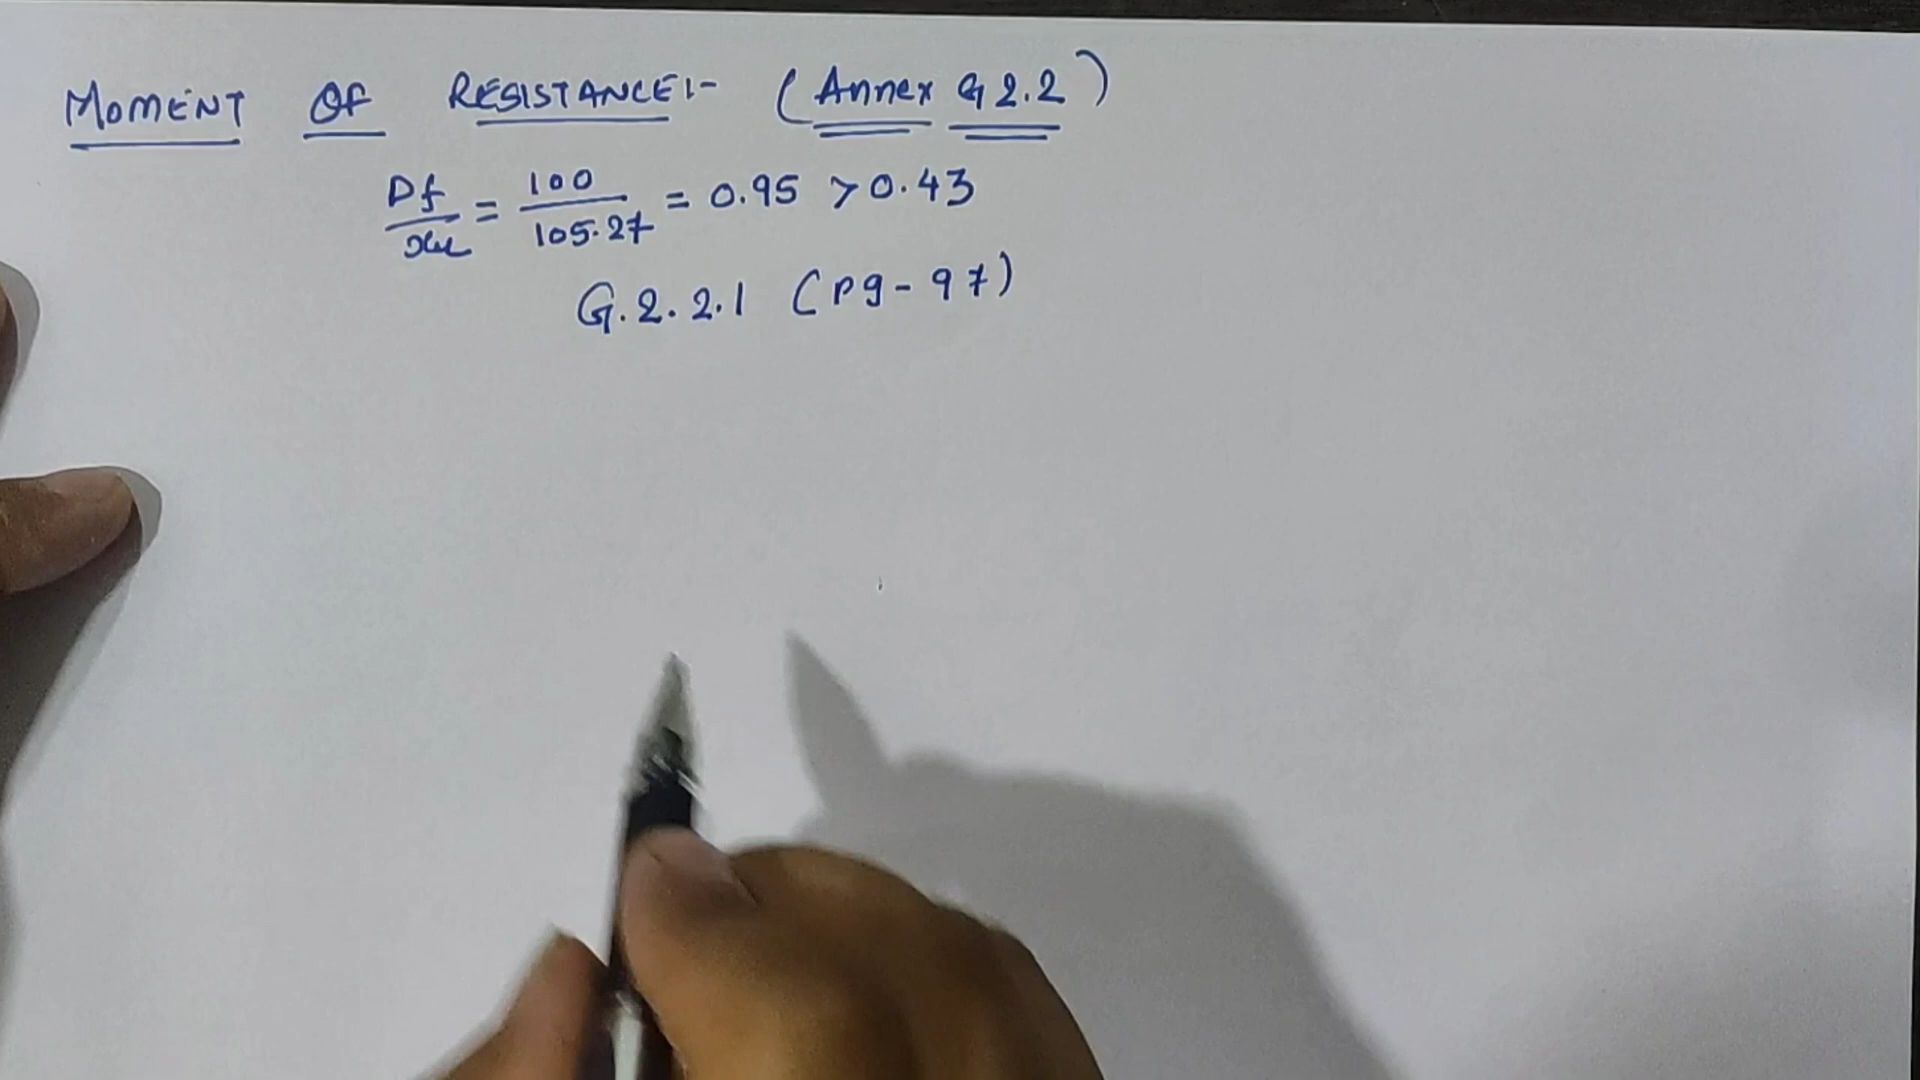 MOMENT OF RESISTANCE:- (Annex G 2.2)
Df/xu = 100/105.27 = 0.95 > 0.43
G.2.2.1 (Pg-97)